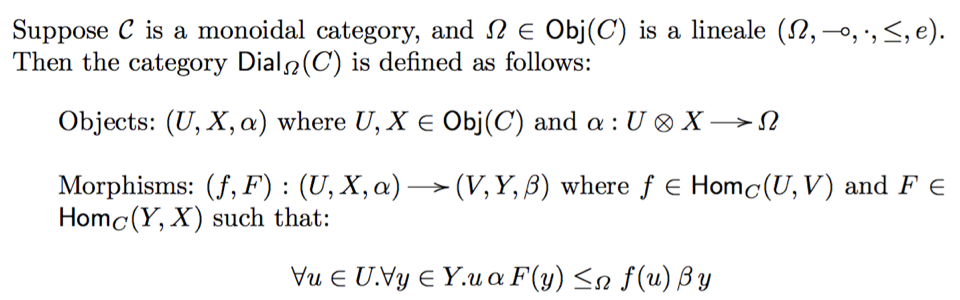 Suppose 𝒞 is a monoidal category, and Ω ∈ Obj(C) is a lineale (Ω, ⊸, ·, ≤, e).
Then the category Dial_Ω(C) is defined as follows:
Objects: (U, X, α) where U, X ∈ Obj(C) and α : U ⊗ X ⟶ Ω
Morphisms: (f, F) : (U, X, α) ⟶ (V, Y, β) where f ∈ Hom_C(U, V) and F ∈
Hom_C(Y, X) such that:
∀u ∈ U.∀y ∈ Y.u α F(y) ≤_Ω f(u) β y